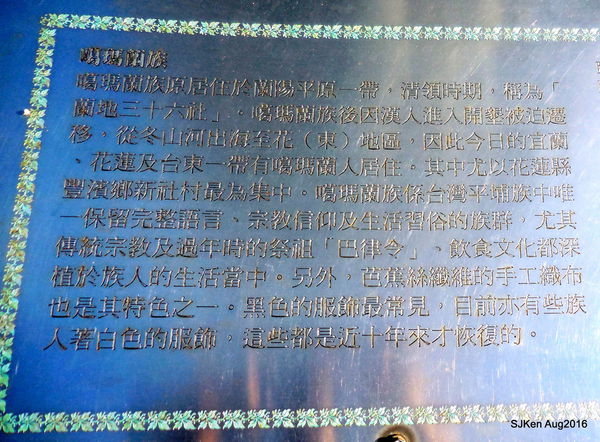 噶瑪蘭族
噶瑪蘭族原居住於蘭陽平原一帶，清領時期，稱為「
蘭地三十六社」。噶瑪蘭族後因漢人進入開墾被迫遷
移，從冬山河出海至花（東）地區，因此今日的宜蘭
、花蓮及台東一帶有噶瑪蘭人居住。其中尤以花蓮縣
豐濱鄉新社村最為集中。噶瑪蘭族係台灣平埔族中唯
一保留完整語言、宗教信仰及生活習俗的族群，尤其
傳統宗教及過年時的祭祖「巴律令」、飲食文化都深
植於族人的生活當中。另外，芭蕉絲纖維的手工織布
也是其特色之一。黑色的服飾最常見，目前亦有些族
人著白色的服飾，這些都是近十年來才恢復的。
SJKen Aug2016